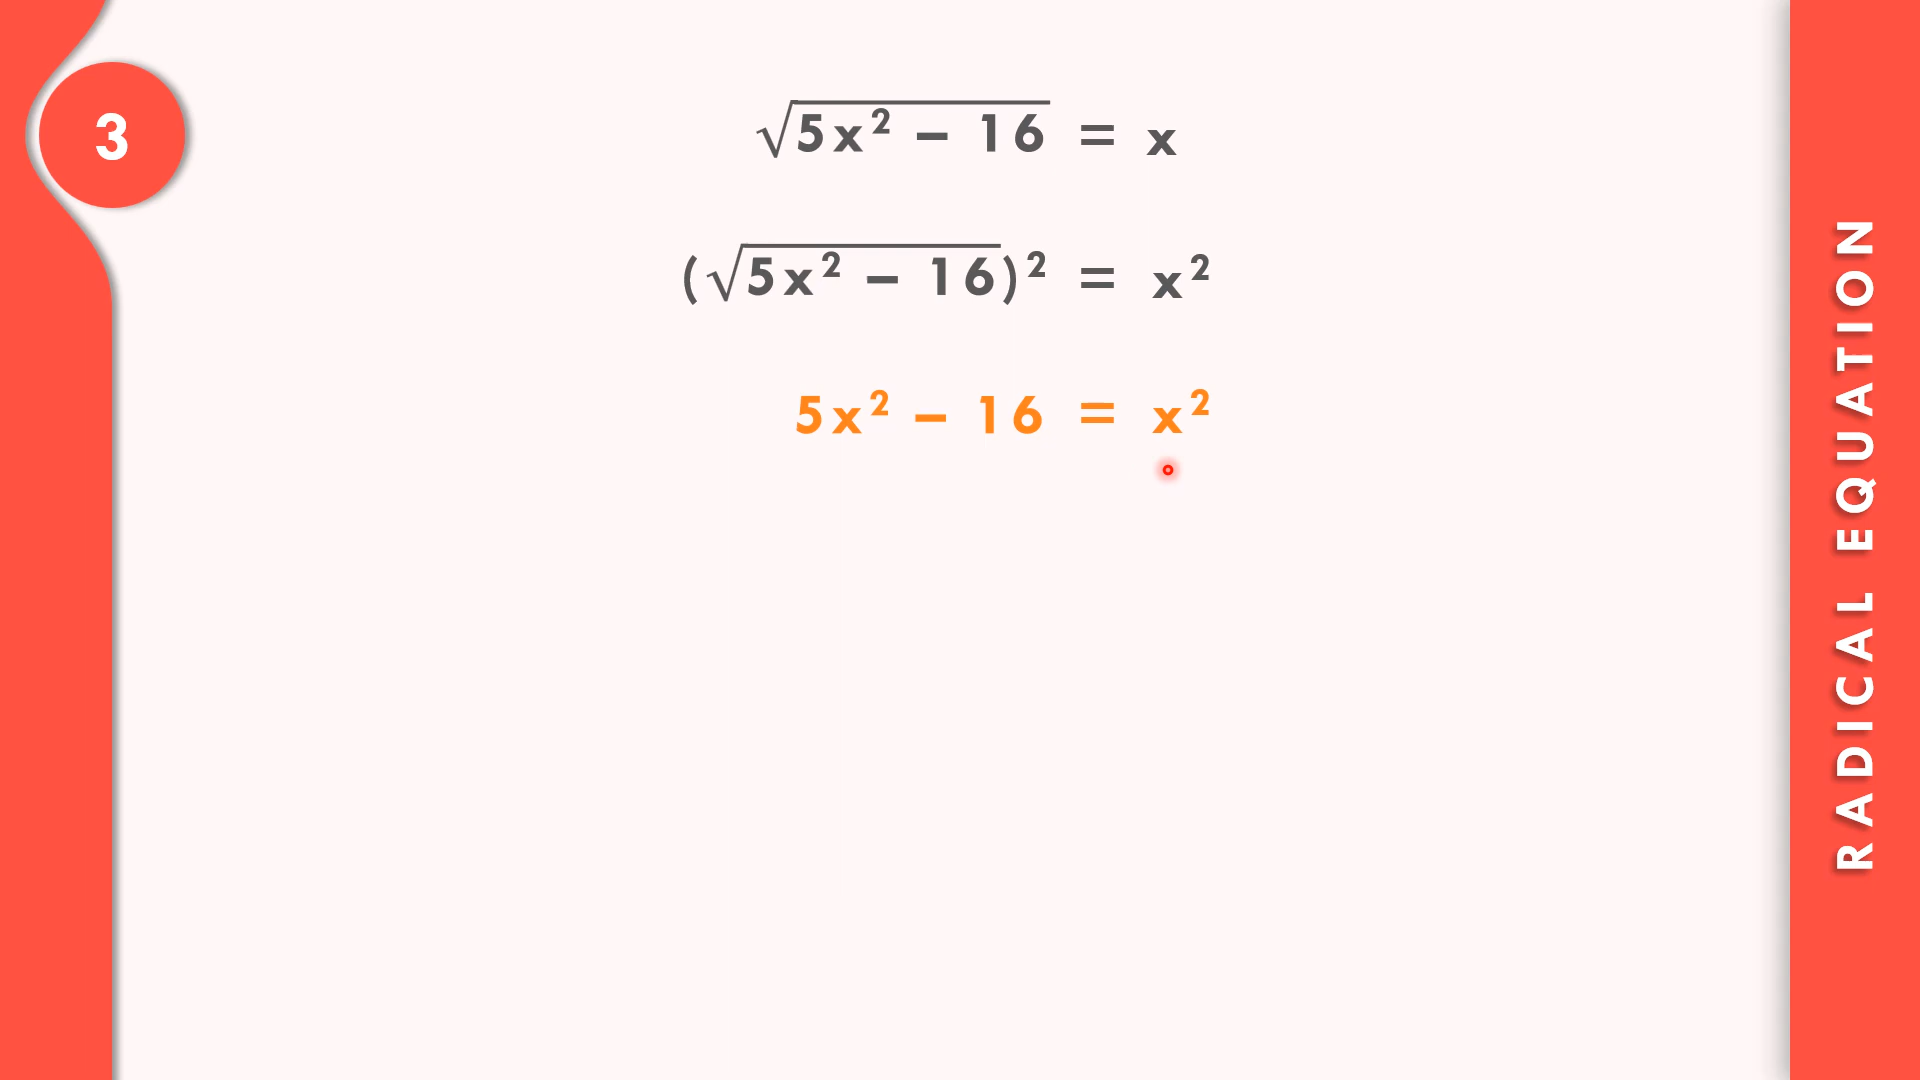 3
√5x² – 16 = x
(√5x² – 16)² = x²
5x² – 16 = x²
RADICAL EQUATION